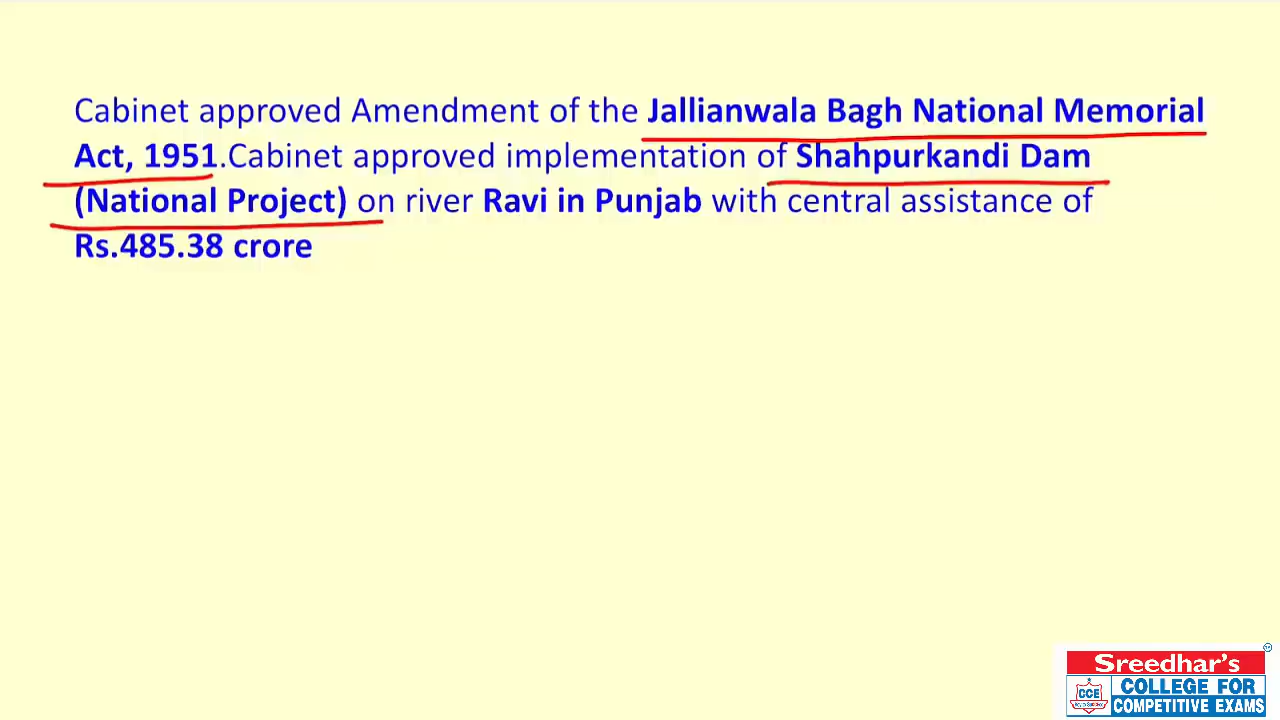 Cabinet approved Amendment of the Jallianwala Bagh National Memorial
Act, 1951.Cabinet approved implementation of Shahpurkandi Dam
(National Project) on river Ravi in Punjab with central assistance of
Rs.485.38 crore
Sreedhar's
CCE
COLLEGE FOR
COMPETITIVE EXAMS